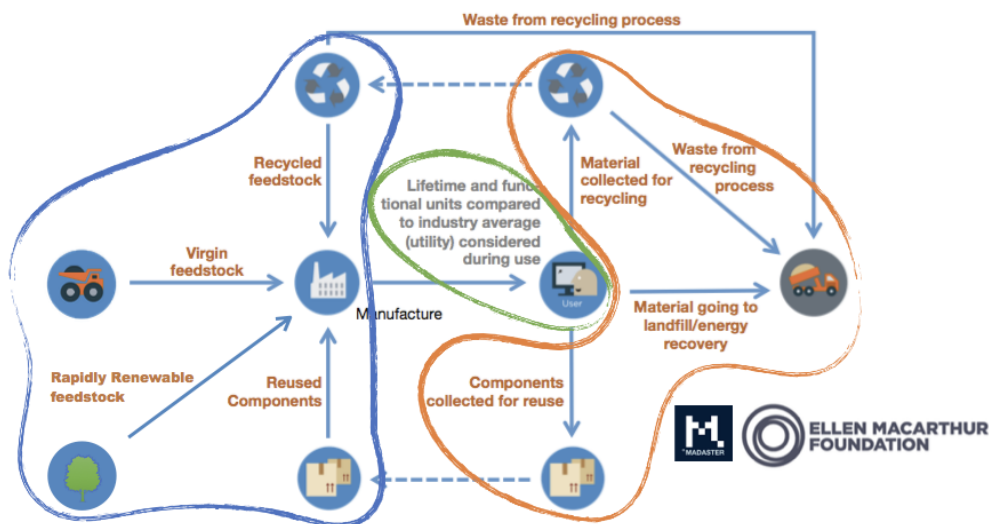 Waste from recycling process
Recycled
feedstock
Material
collected for
recycling
Waste from
recycling
process
Lifetime and func-
tional units compared
to industry average
(utility) considered
during use
Virgin
feedstock
Manufacture
User
Material going to
landfill/energy
recovery
Rapidly Renewable
feedstock
Reused
Components
Components
collected for reuse
M.
MADASTER
ELLEN MACARTHUR
FOUNDATION